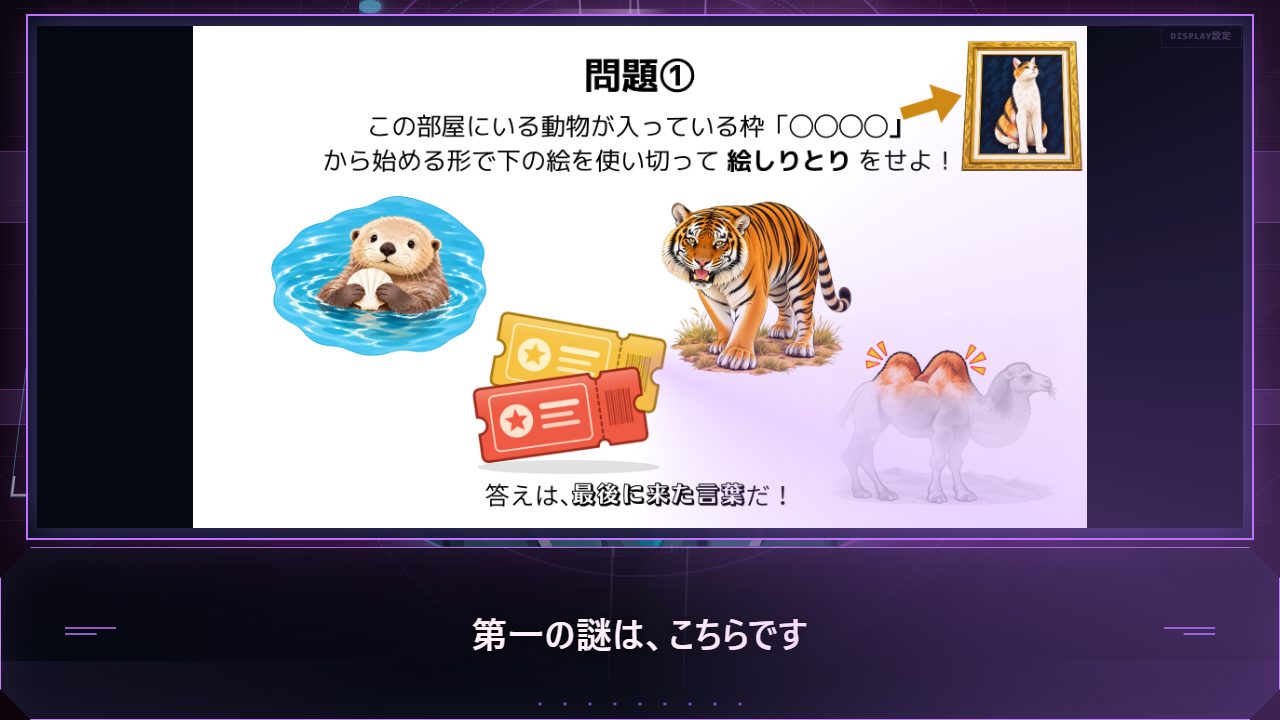 DISPLAY設定
問題①
この部屋にいる動物が入っている枠「〇〇〇〇」
から始める形で下の絵を使い切って 絵しりとり をせよ！
答えは、最後に来た言葉だ！
第一の謎は、こちらです